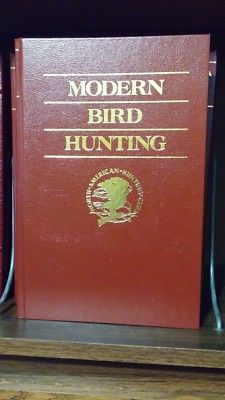 MODERN
BIRD
HUNTING
NORTH • AMERICAN • HUNTING • CLUB